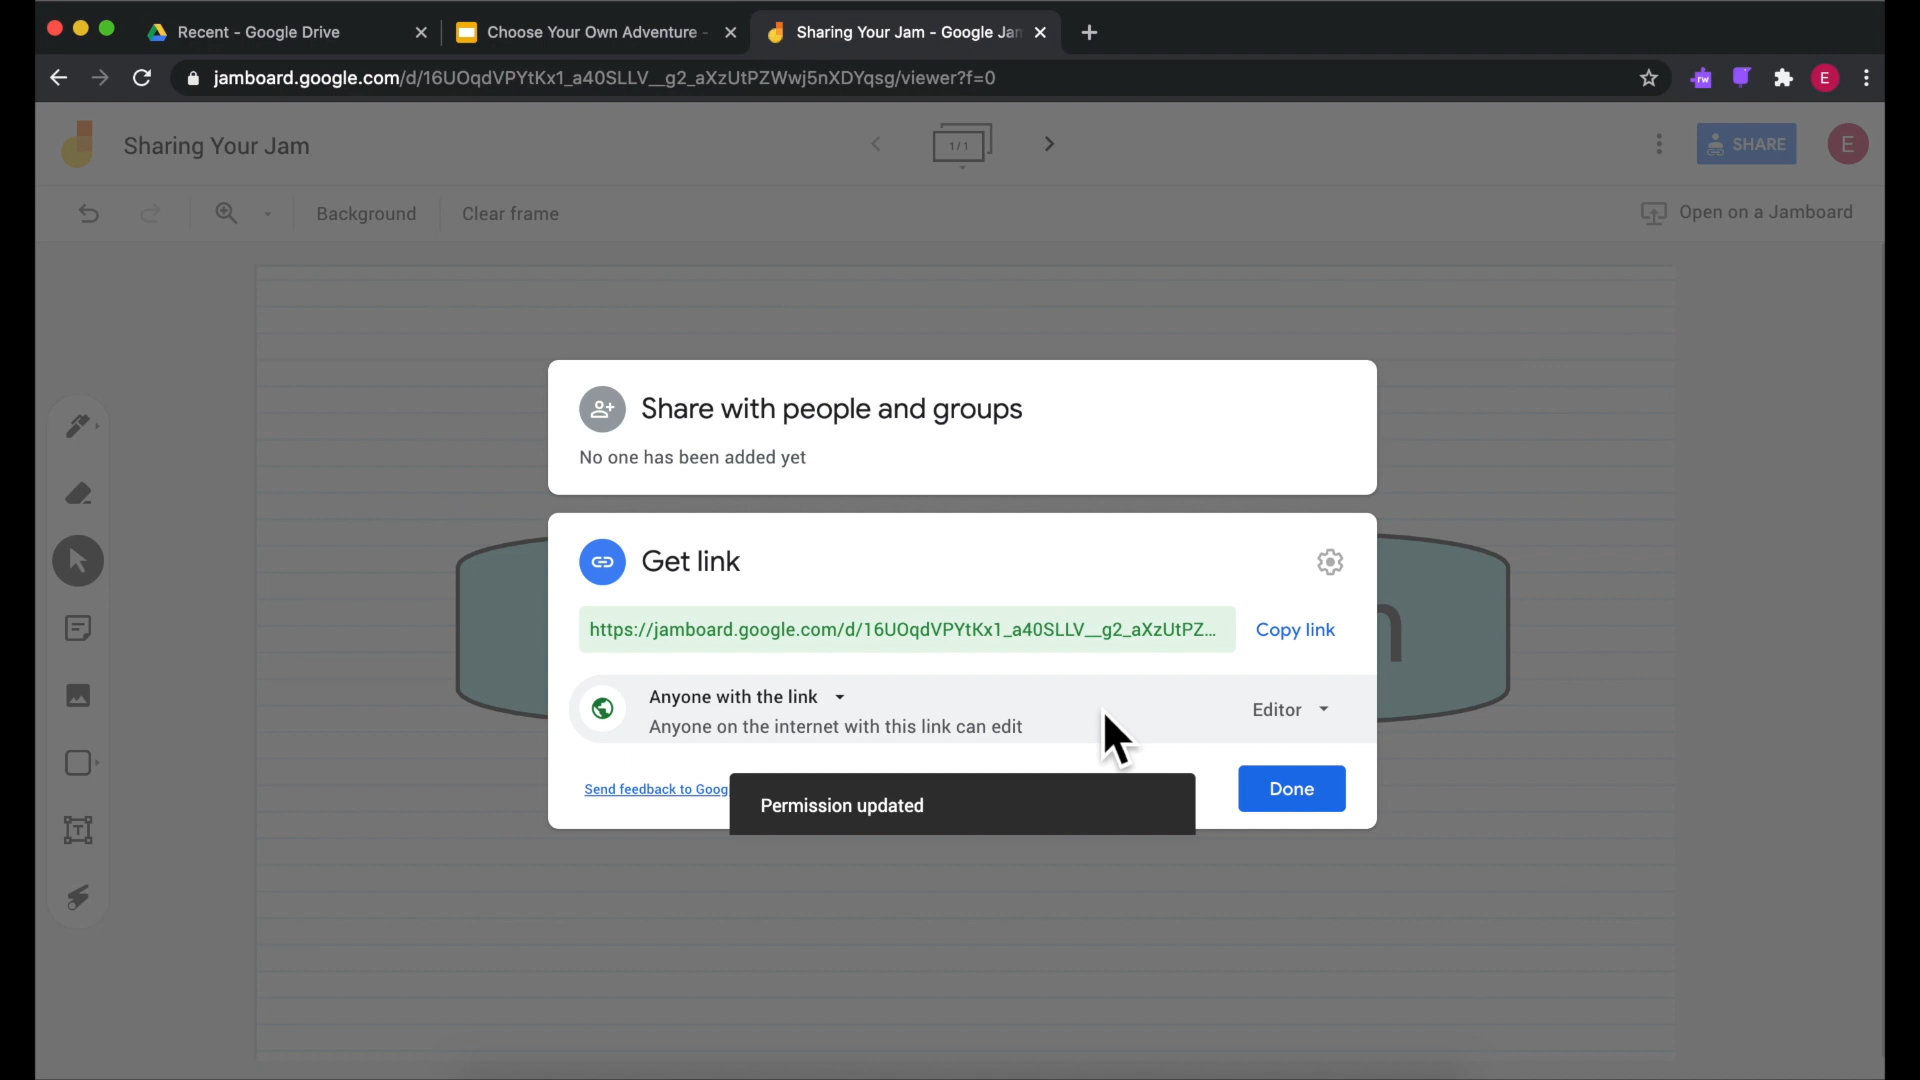 Recent - Google Drive
Choose Your Own Adventure -
Sharing Your Jam - Google Jam
jamboard.google.com/d/16UOqdVPYtKx1_a40SLLV__g2_aXzUtPZWwj5nXDYqsg/viewer?f=0
rw
E
Sharing Your Jam
1/1
SHARE
E
Background
Clear frame
Open on a Jamboard
Share with people and groups
No one has been added yet
Get link
https://jamboard.google.com/d/16UOqdVPYtKx1_a40SLLV__g2_aXzUtPZ...
Copy link
Anyone with the link
Anyone on the internet with this link can edit
Editor
Send feedback to Goog
Permission updated
Done